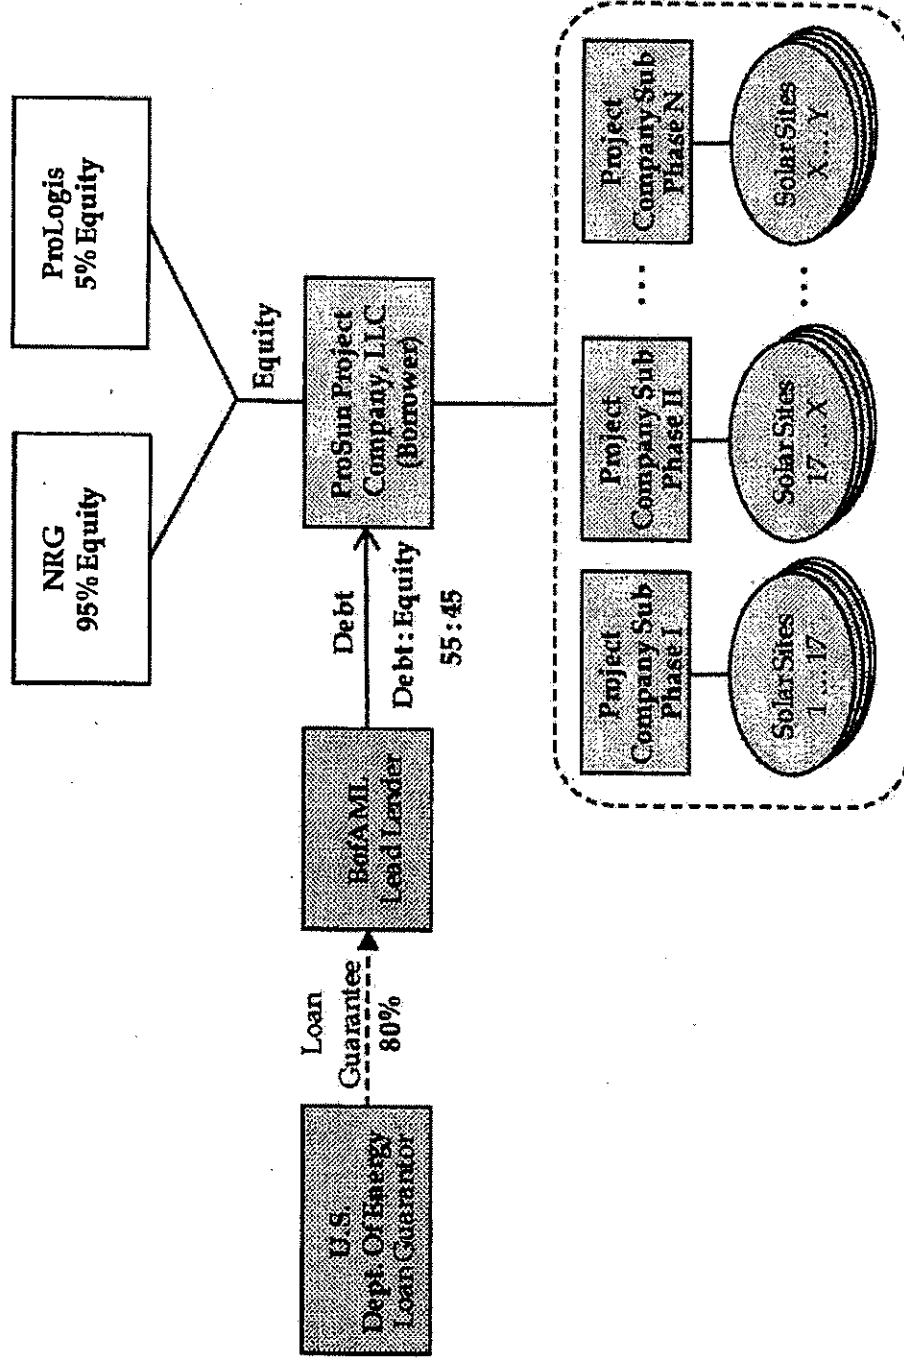 NRG
95% Equity
ProLogis
5% Equity
Equity
U.S.
Dept. Of Energy
Loan Guarantor
Loan
Guarantee
80%
BofAML
Lead Lender
Debt
Debt : Equity
55 : 45
ProSun Project
Company, LLC
(Borrower)
Project
Company Sub
Phase I
Project
Company Sub
Phase II
...
Project
Company Sub
Phase N
Solar Sites
1 ... 17
Solar Sites
17 ... X
...
Solar Sites
X ... Y